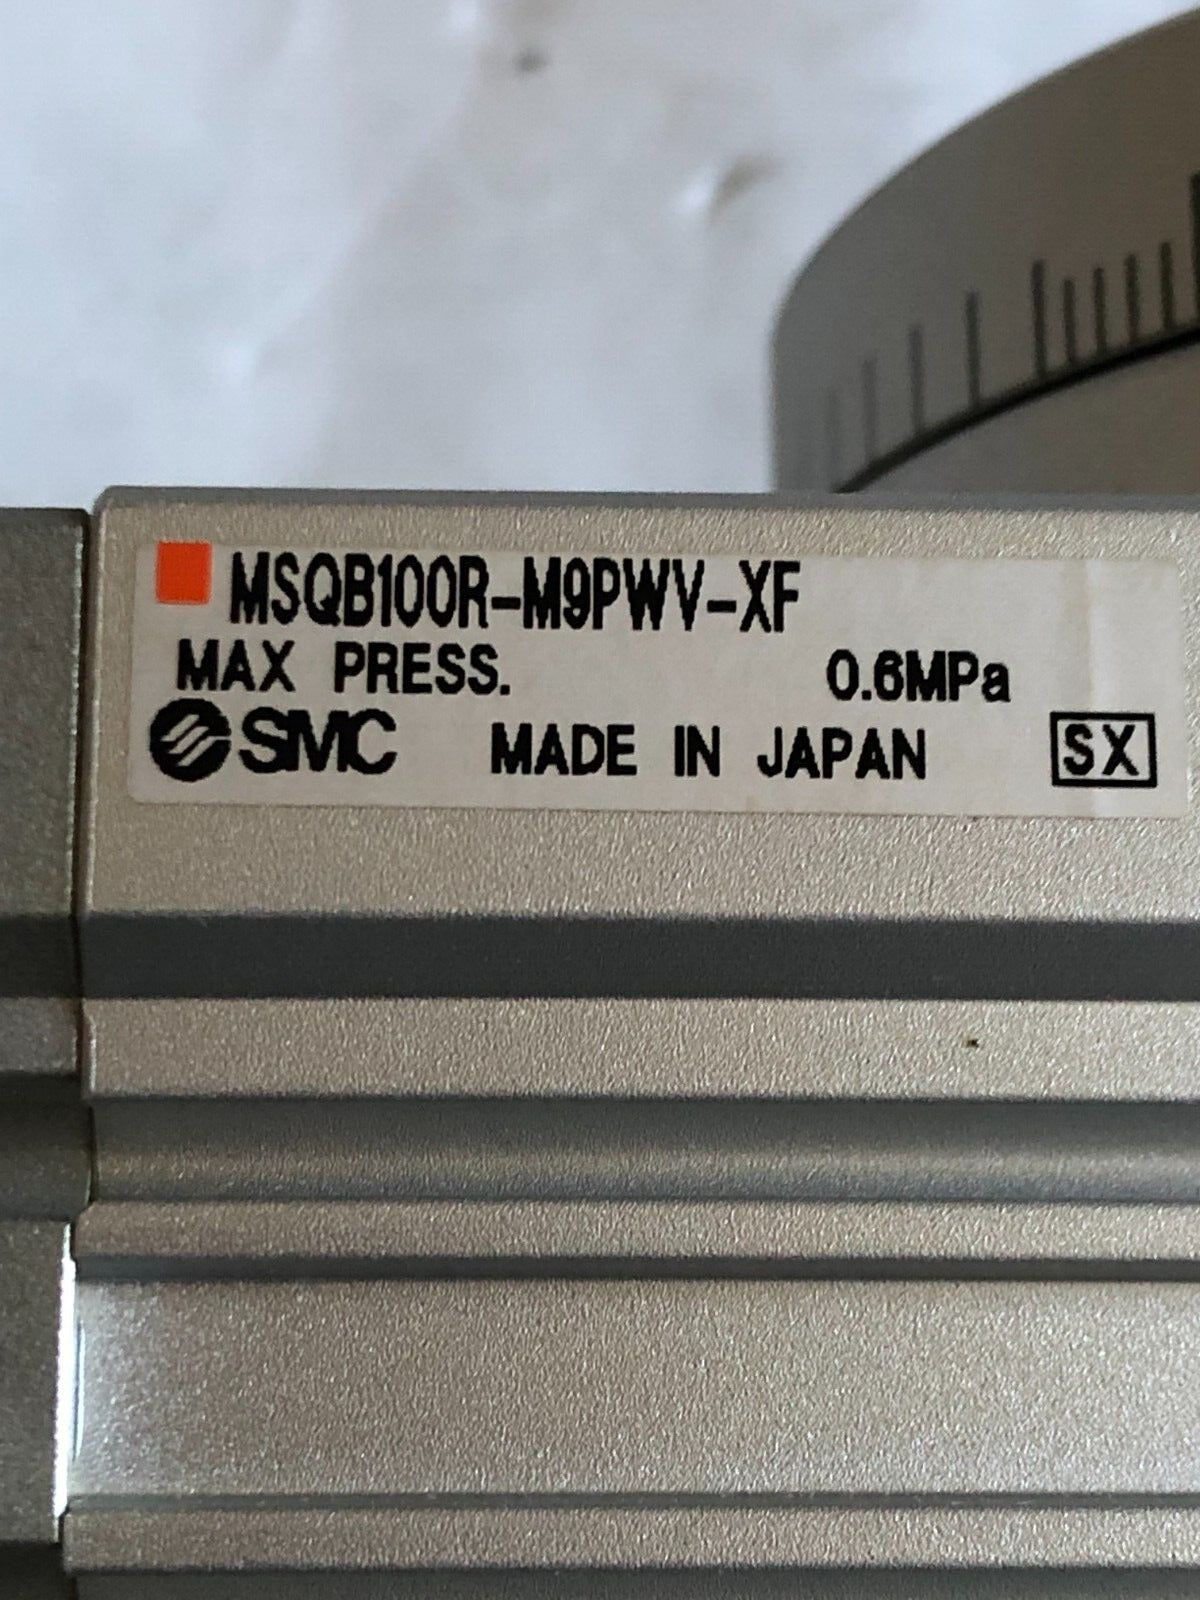 MSQB100R-M9PWV-XF
MAX PRESS. 0.6MPa
SMC MADE IN JAPAN SX